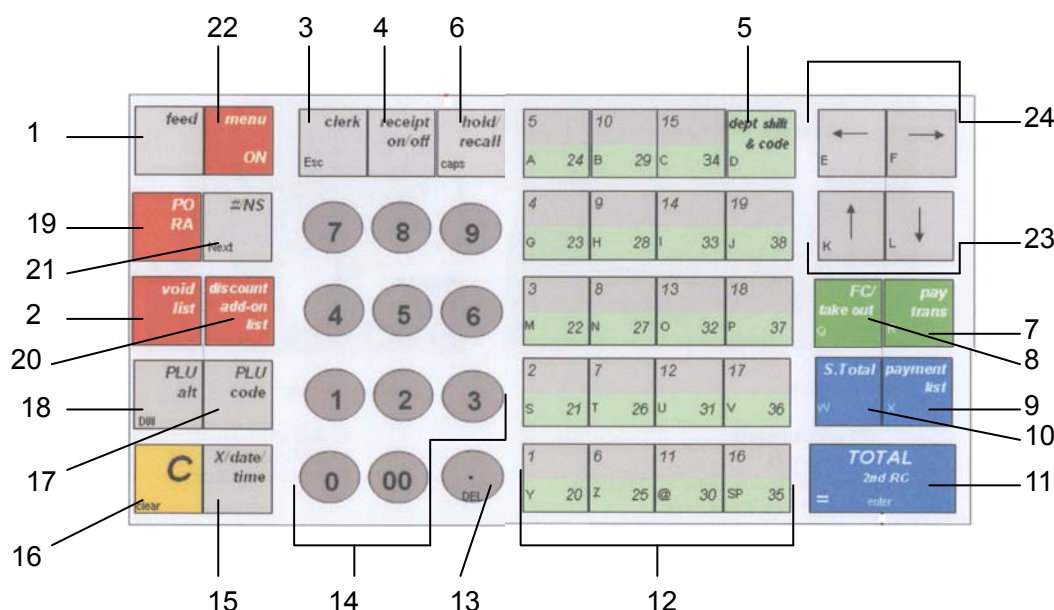 22 3 4 6 5
1 feed menu ON clerk Esc receipt on/off hold/ recall caps 5 A 24 10 B 29 15 C 34 dept shift & code D ← E → F 24
19 PO RA #/NS Next 7 8 9 4 G 23 9 H 28 14 I 33 19 J 38 ↑ K ↓ L 23
21
2 void list discount add-on list 4 5 6 3 M 22 8 N 27 13 O 32 18 P 37 FC/ take out Q pay trans R 7
20 8
18 PLU alt DW PLU code 1 2 3 2 S 21 7 T 26 12 U 31 17 V 36 S.Total W payment list X 9
17 10
16 C clear X/date/ time 0 00 . DEL 1 Y 20 6 Z 25 11 @ 30 16 SP 35 TOTAL 2nd RC = enter 11
15 14 13 12